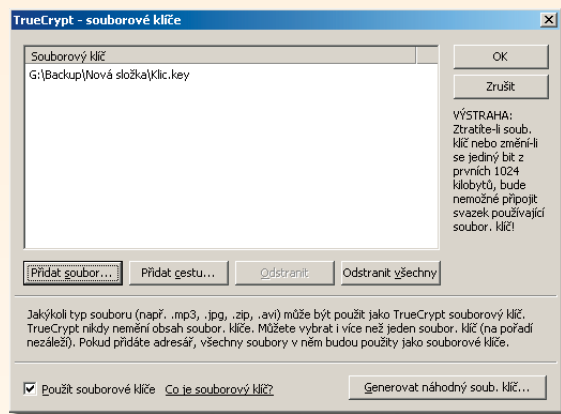 TrueCrypt - souborové klíče
Souborový klíč
G:\Backup\Nová složka\Klic.key
OK
Zrušit
VÝSTRAHA:
Ztratíte-li soub.
klíč nebo změní-li
se jediný bit z
prvních 1024
kilobytů, bude
nemožné připojit
svazek používající
soubor. klíč!
Přidat soubor...
Přidat cestu...
Odstranit
Odstranit všechny
Jakýkoli typ souboru (např. .mp3, .jpg, .zip, .avi) může být použit jako TrueCrypt souborový klíč.
TrueCrypt nikdy nemění obsah soubor. klíče. Můžete vybrat i více než jeden soubor. klíč (na pořadí
nezáleží). Pokud přidáte adresář, všechny soubory v něm budou použity jako souborové klíče.
Použít souborové klíče
Co je souborový klíč?
Generovat náhodný soub. klíč...